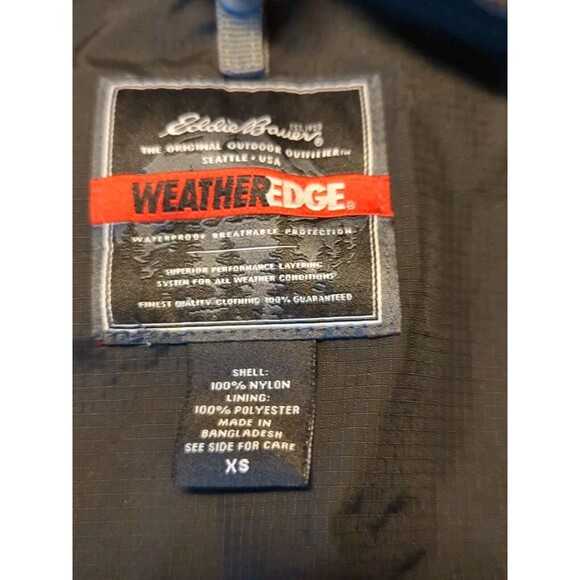 Eddie Bauer®
EST. 1920
THE ORIGINAL OUTDOOR OUTFITTER™
SEATTLE • USA
WEATHEREDGE®
WATERPROOF BREATHABLE PROTECTION
SUPERIOR PERFORMANCE LAYERING
SYSTEM FOR ALL WEATHER CONDITIONS
FINEST QUALITY CLOTHING 100% GUARANTEED
SHELL:
100% NYLON
LINING:
100% POLYESTER
MADE IN
BANGLADESH
SEE SIDE FOR CARE
XS